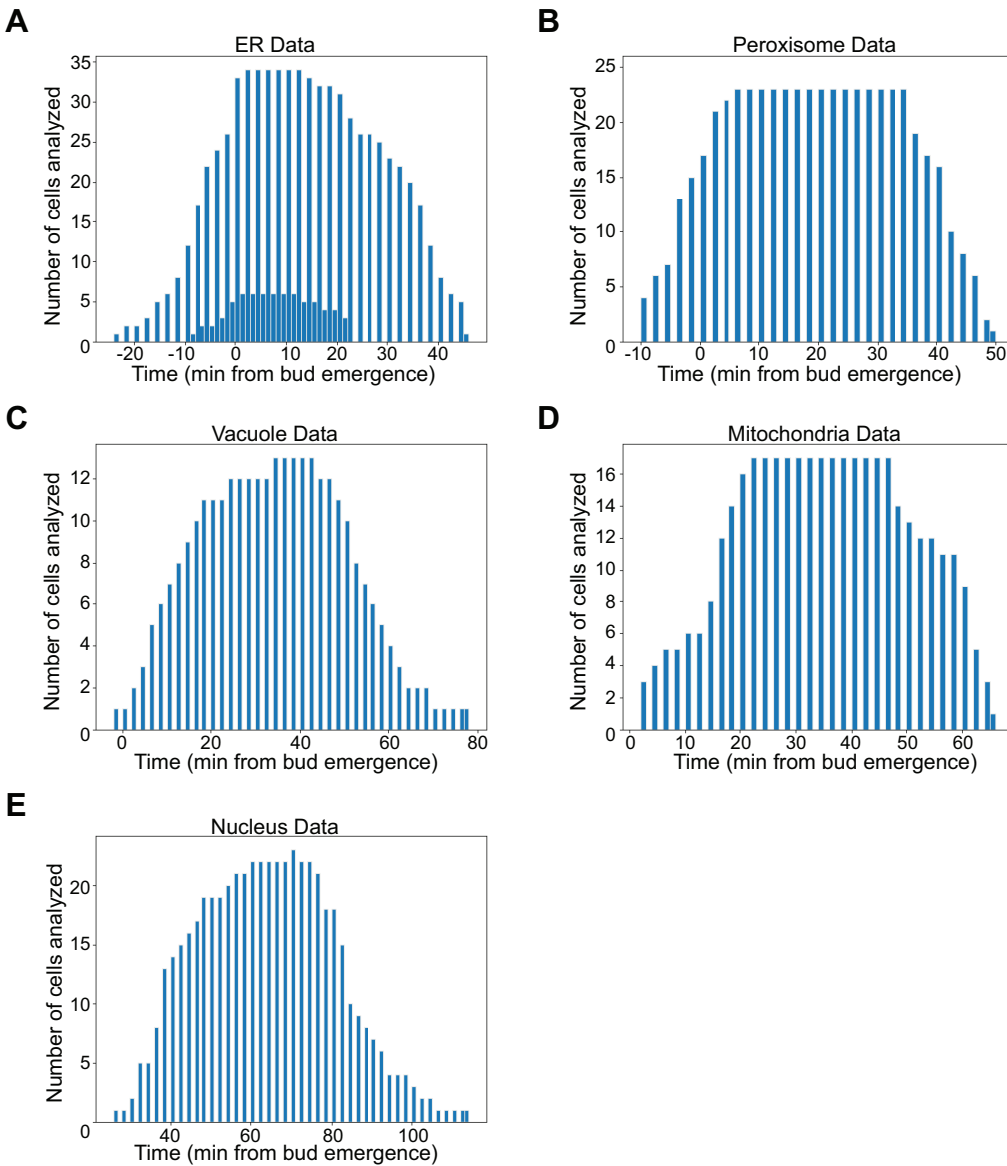 A
ER Data
Number of cells analyzed
35
30
25
20
15
10
5
0
-20 -10 0 10 20 30 40
Time (min from bud emergence)
B
Peroxisome Data
Number of cells analyzed
25
20
15
10
5
0
-10 0 10 20 30 40 50
Time (min from bud emergence)
C
Vacuole Data
Number of cells analyzed
12
10
8
6
4
2
0
0 20 40 60 80
Time (min from bud emergence)
D
Mitochondria Data
Number of cells analyzed
16
14
12
10
8
6
4
2
0
0 10 20 30 40 50 60
Time (min from bud emergence)
E
Nucleus Data
Number of cells analyzed
20
15
10
5
0
40 60 80 100
Time (min from bud emergence)